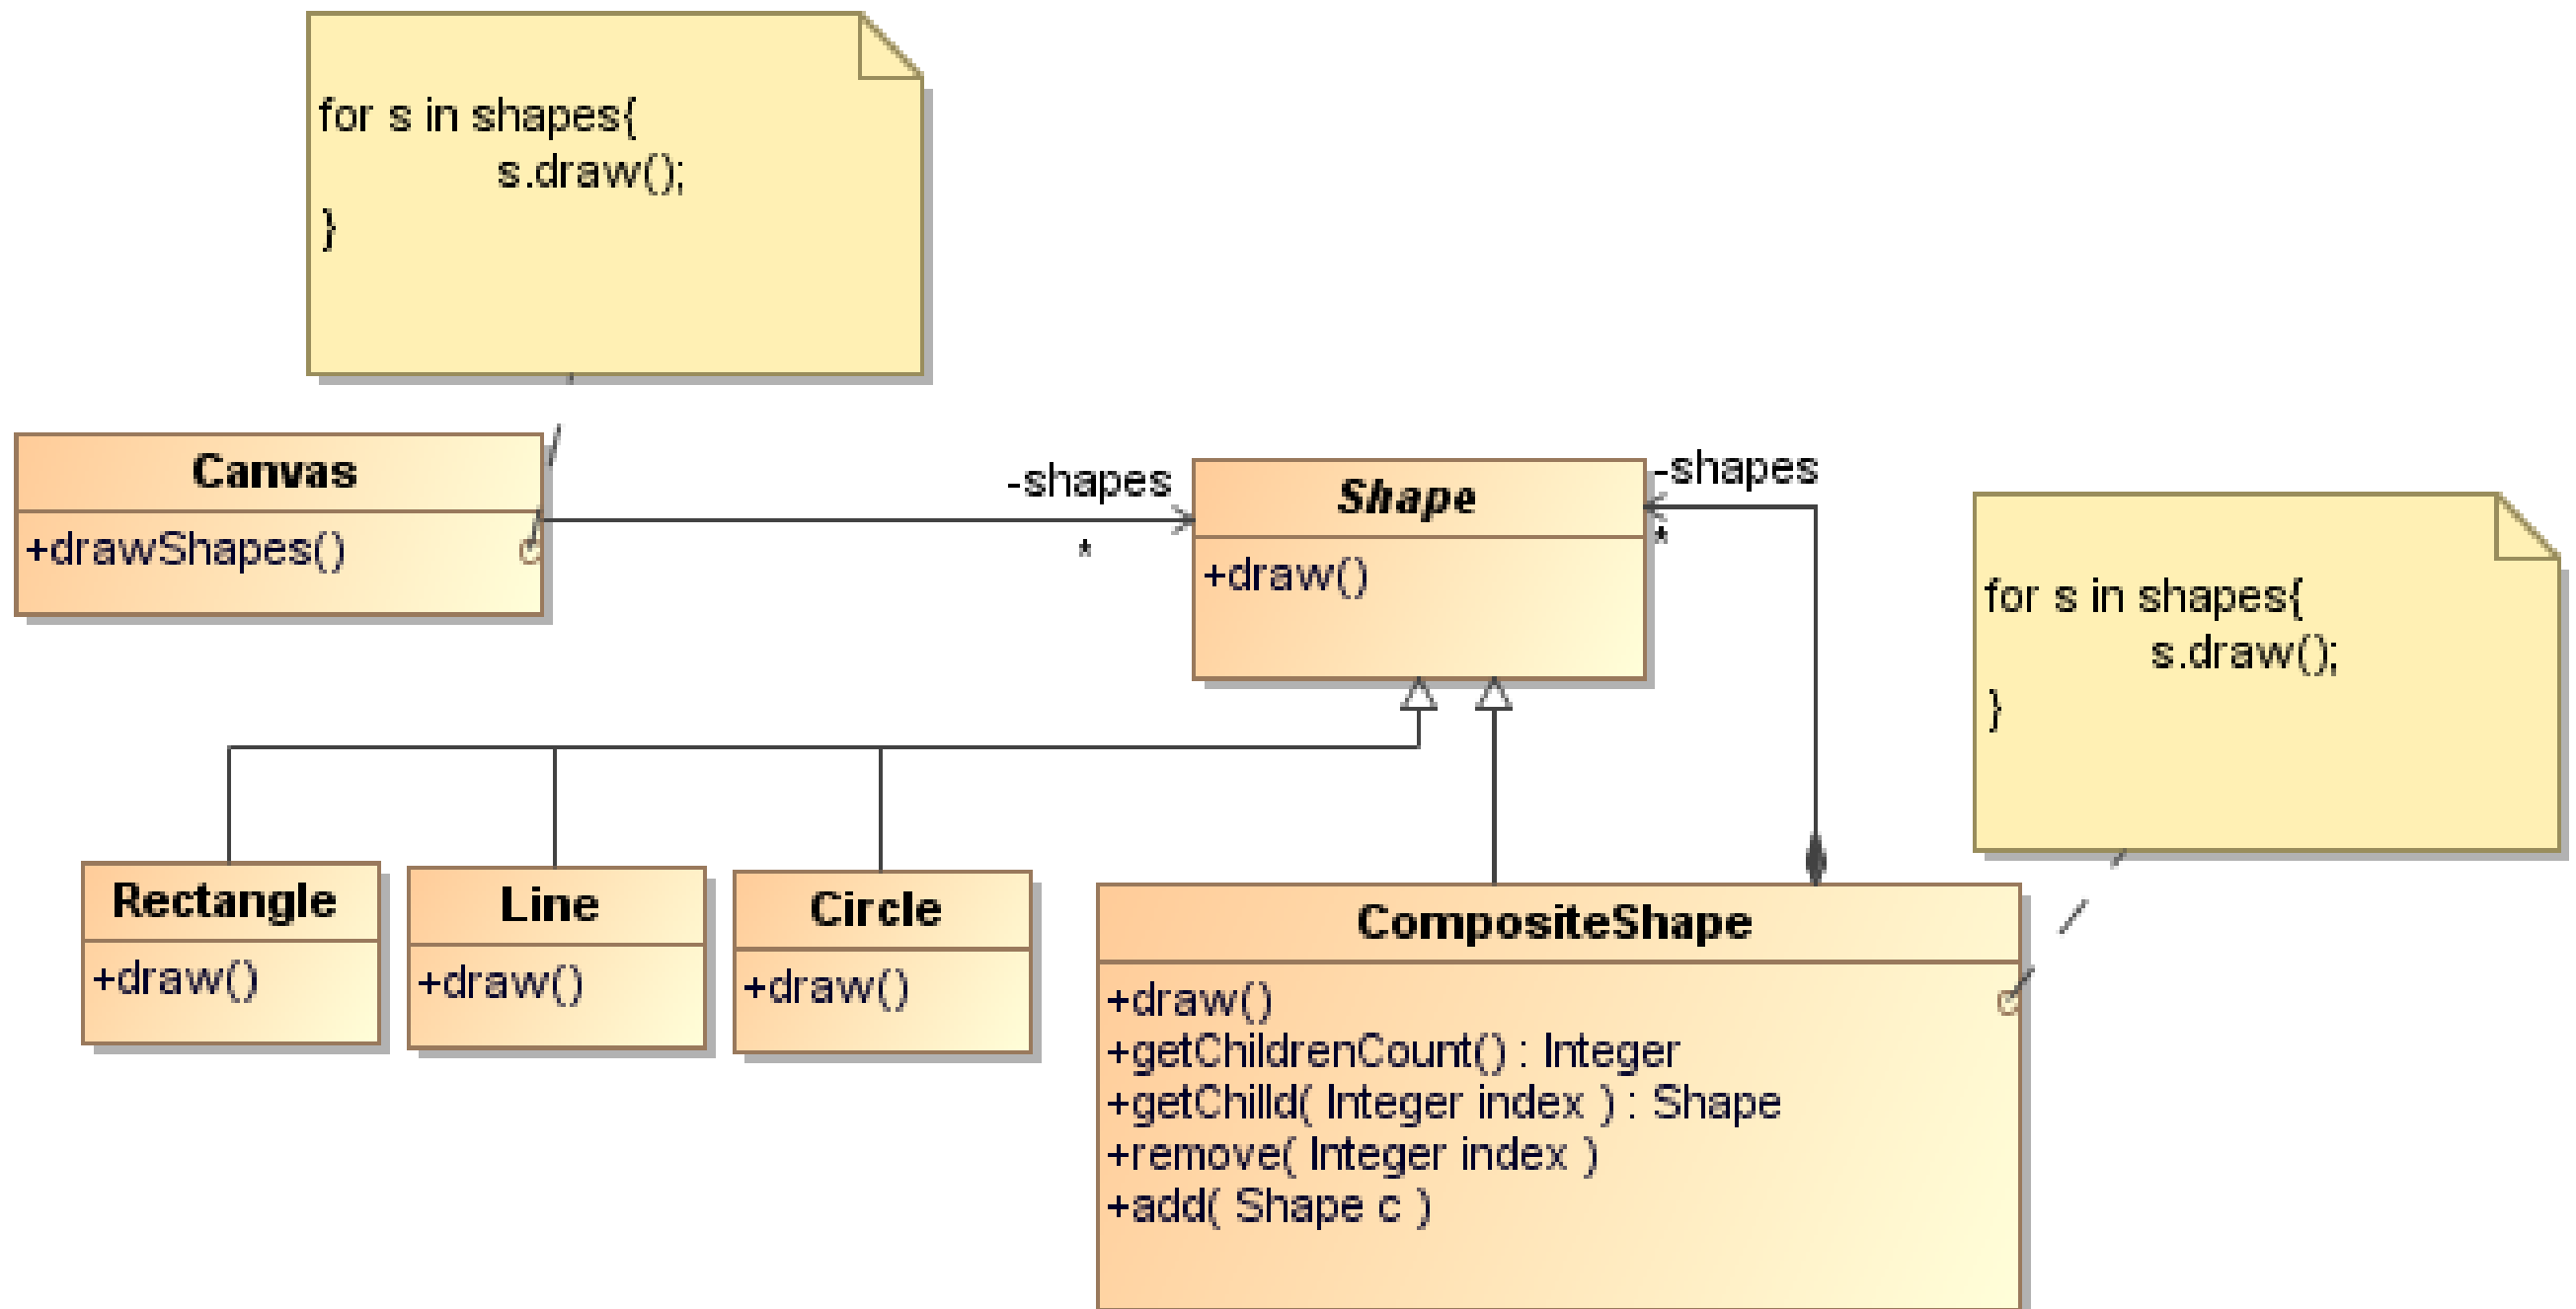 for s in shapes{
s.draw();
}
Canvas
+drawShapes()
-shapes
*
Shape
+draw()
-shapes
*
for s in shapes{
s.draw();
}
Rectangle
+draw()
Line
+draw()
Circle
+draw()
CompositeShape
+draw()
+getChildrenCount() : Integer
+getChilld( Integer index ) : Shape
+remove( Integer index )
+add( Shape c )